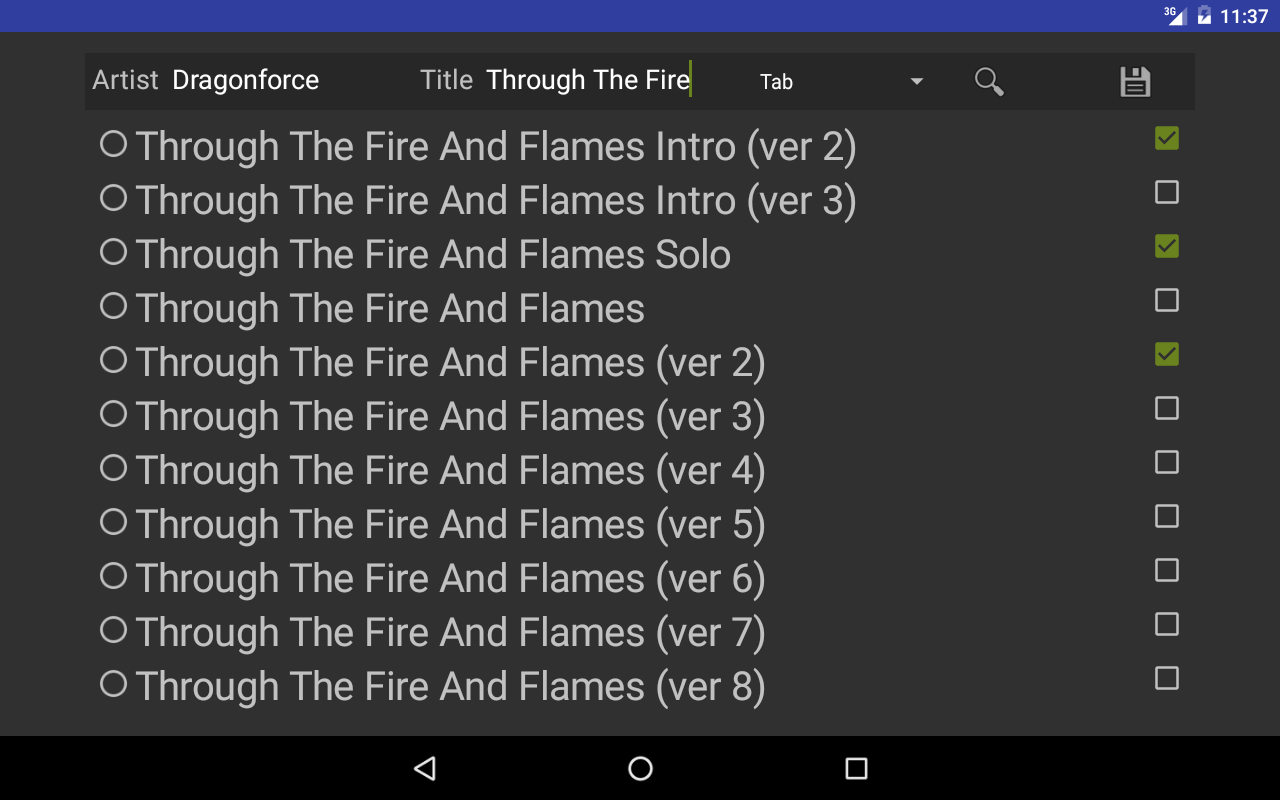 3G 11:37
Artist Dragonforce Title Through The Fire Tab
Through The Fire And Flames Intro (ver 2)
Through The Fire And Flames Intro (ver 3)
Through The Fire And Flames Solo
Through The Fire And Flames
Through The Fire And Flames (ver 2)
Through The Fire And Flames (ver 3)
Through The Fire And Flames (ver 4)
Through The Fire And Flames (ver 5)
Through The Fire And Flames (ver 6)
Through The Fire And Flames (ver 7)
Through The Fire And Flames (ver 8)